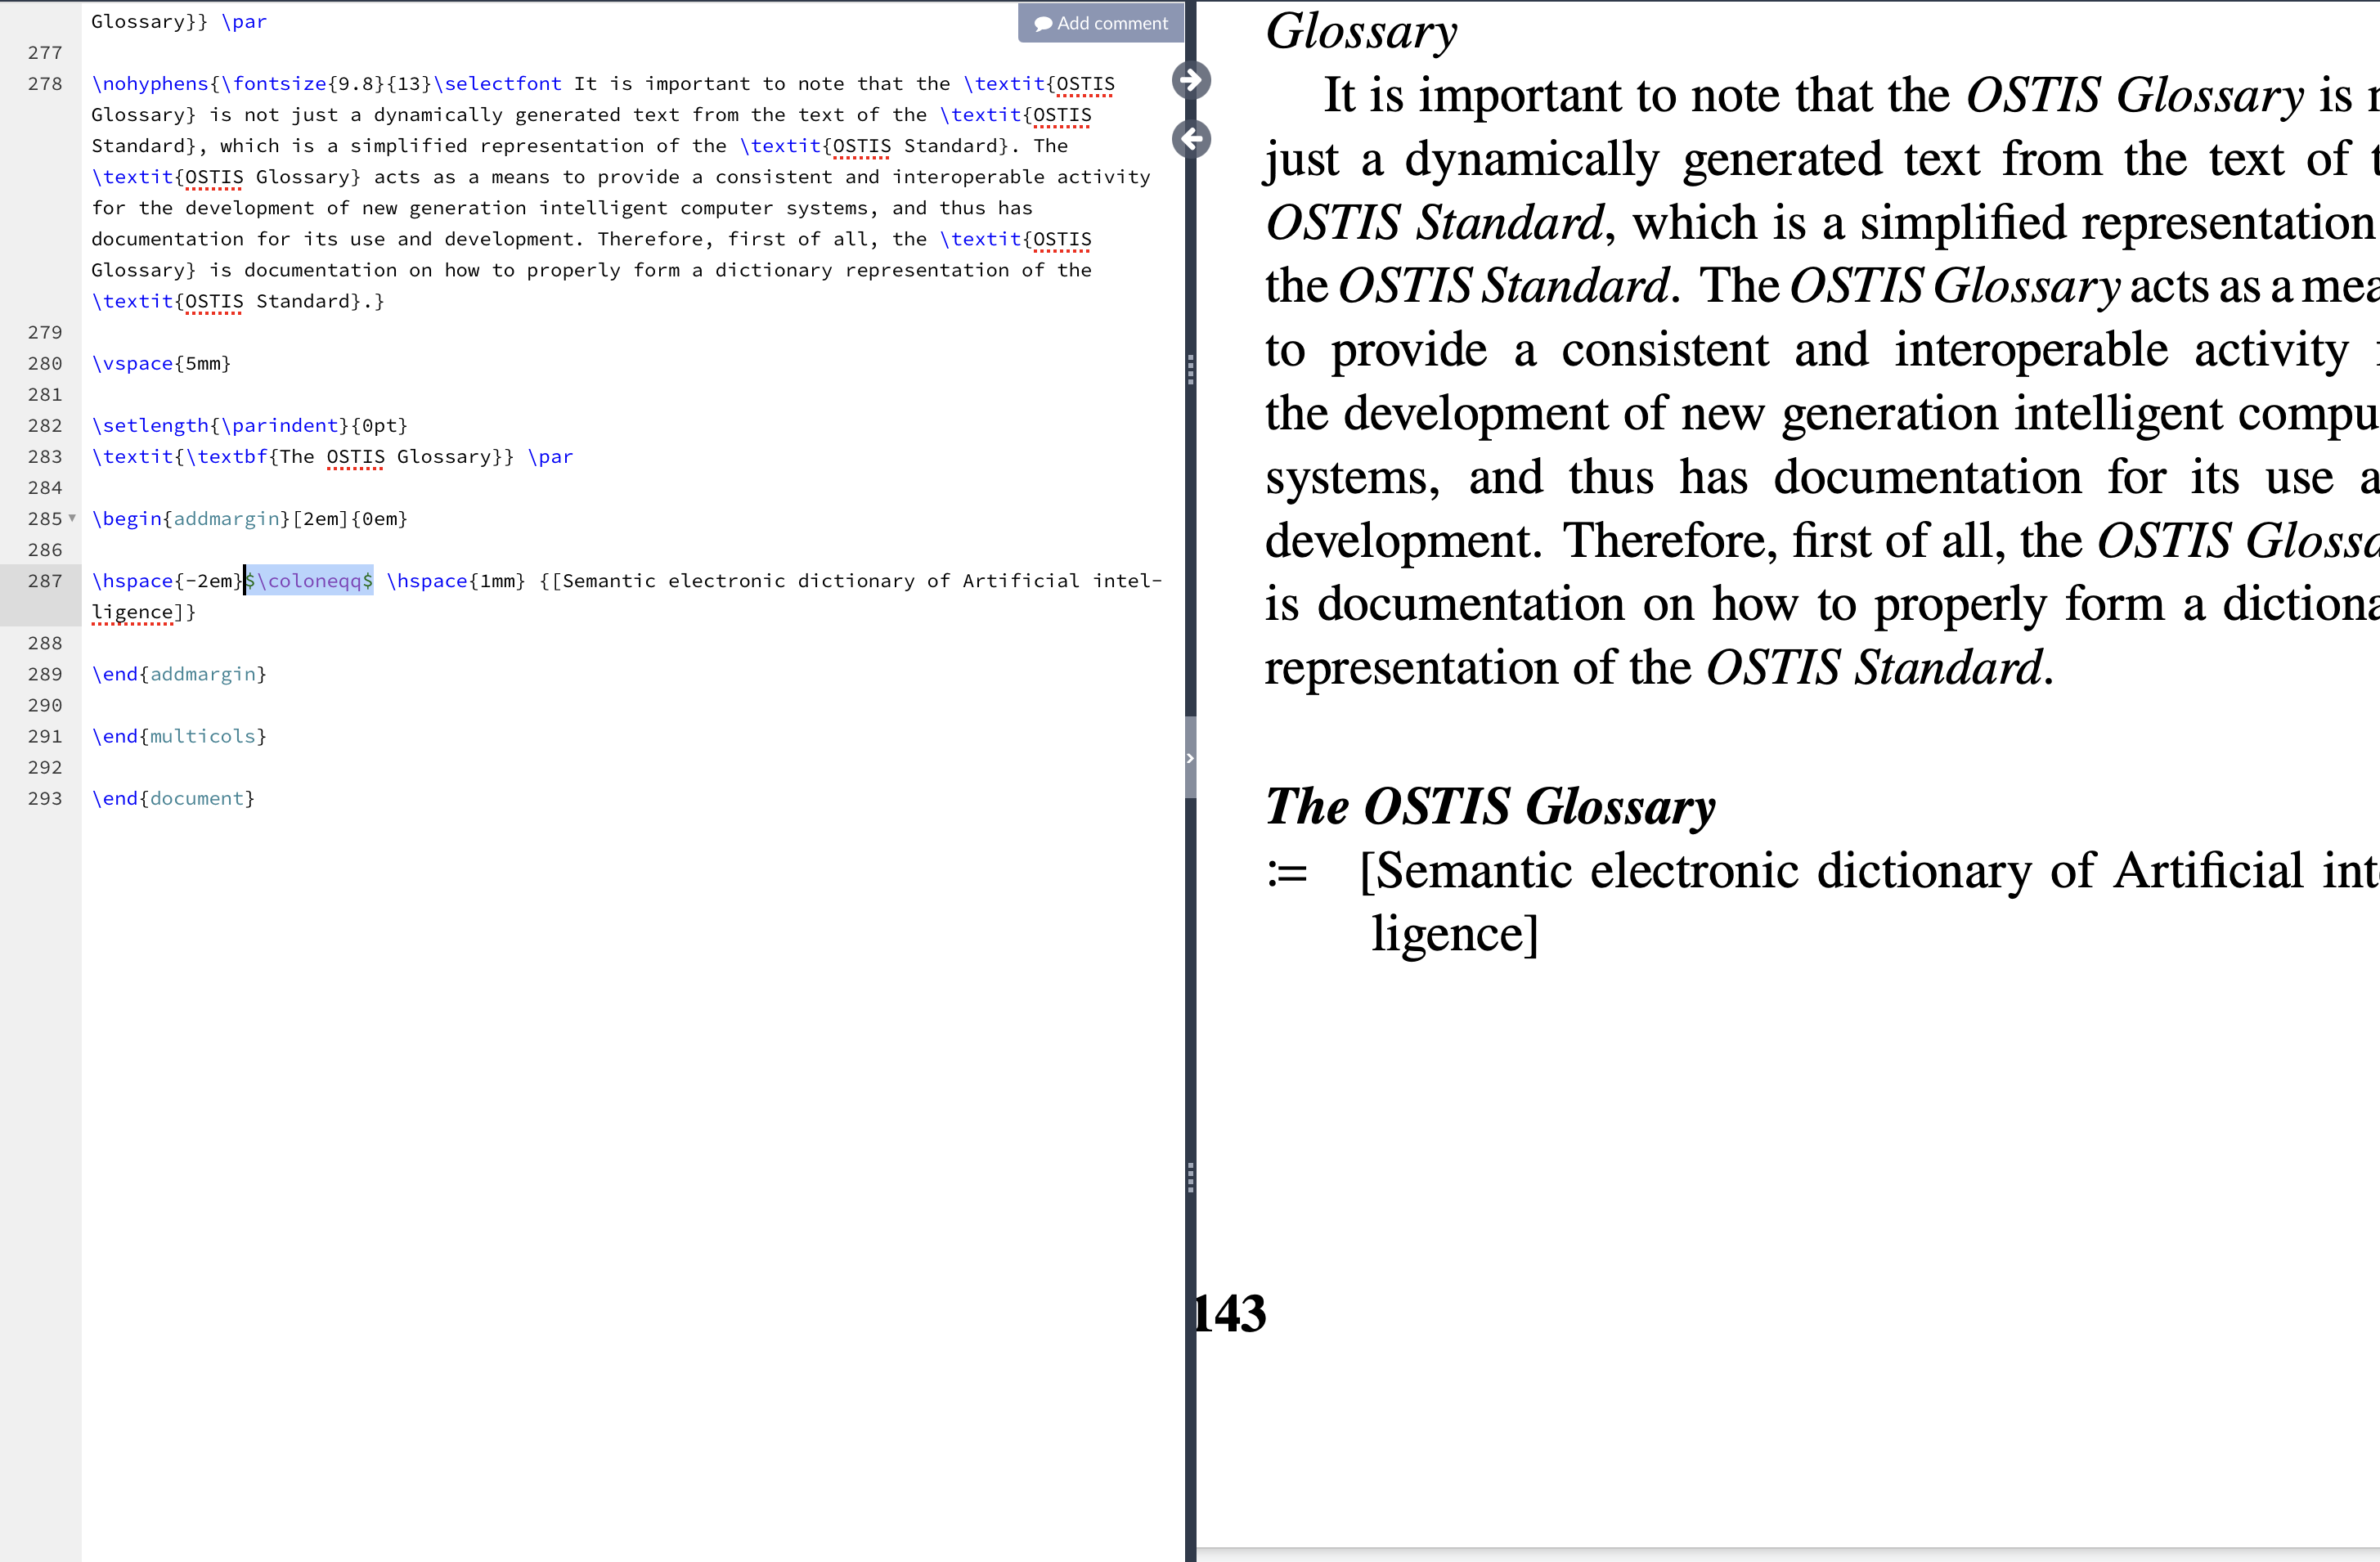 Glossary}} \par
Add comment
277
278 \nohyphens{\fontsize{9.8}{13}\selectfont It is important to note that the \textit{OSTIS
Glossary} is not just a dynamically generated text from the text of the \textit{OSTIS
Standard}, which is a simplified representation of the \textit{OSTIS Standard}. The
\textit{OSTIS Glossary} acts as a means to provide a consistent and interoperable activity
for the development of new generation intelligent computer systems, and thus has
documentation for its use and development. Therefore, first of all, the \textit{OSTIS
Glossary} is documentation on how to properly form a dictionary representation of the
\textit{OSTIS Standard}.}
279
280 \vspace{5mm}
281
282 \setlength{\parindent}{0pt}
283 \textit{\textbf{The OSTIS Glossary}} \par
284
285 \begin{addmargin}[2em]{0em}
286
287 \hspace{-2em}$\coloneqq$ \hspace{1mm} {[Semantic electronic dictionary of Artificial intel-
ligence]}
288
289 \end{addmargin}
290
291 \end{multicols}
292
293 \end{document}
Glossary
It is important to note that the OSTIS Glossary is
just a dynamically generated text from the text of
OSTIS Standard, which is a simplified representation
the OSTIS Standard. The OSTIS Glossary acts as a
to provide a consistent and interoperable activity
the development of new generation intelligent
systems, and thus has documentation for its use
development. Therefore, first of all, the OSTIS
is documentation on how to properly form a
representation of the OSTIS Standard.
The OSTIS Glossary
:= [Semantic electronic dictionary of Artificial
ligence]
143